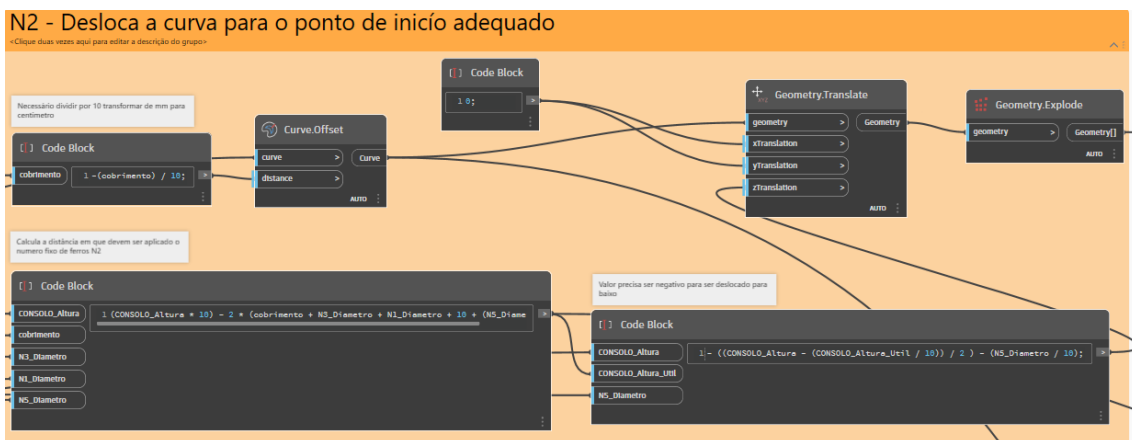 N2 - Desloca a curva para o ponto de inicío adequado
<Clique duas vezes aqui para editar a descrição do grupo>
Code Block
1 0;
>
Geometry.Translate
geometry > Geometry
xTranslation >
yTranslation >
zTranslation >
AUTO
Geometry.Explode
geometry > Geometry[]
AUTO
Necessário dividir por 10 transformar de mm para
centímetro
Code Block
cobrimento 1 -(cobrimento) / 10; >
Curve.Offset
curve > Curve
distance >
AUTO
Calcula a distância em que devem ser aplicado o
numero fixo de ferros N2
Code Block
CONSOLO_Altura 1 (CONSOLO_Altura * 10) - 2 * (cobrimento + N3_Diametro + N1_Diametro + 10 + (N5_Diame >
cobrimento
N3_Diametro
N1_Diametro
N5_Diametro
Valor precisa ser negativo para ser deslocado para
baixo
Code Block
CONSOLO_Altura 1 - ((CONSOLO_Altura - (CONSOLO_Altura_Util / 10)) / 2 ) - (N5_Diametro / 10); >
CONSOLO_Altura_Util
N5_Diametro